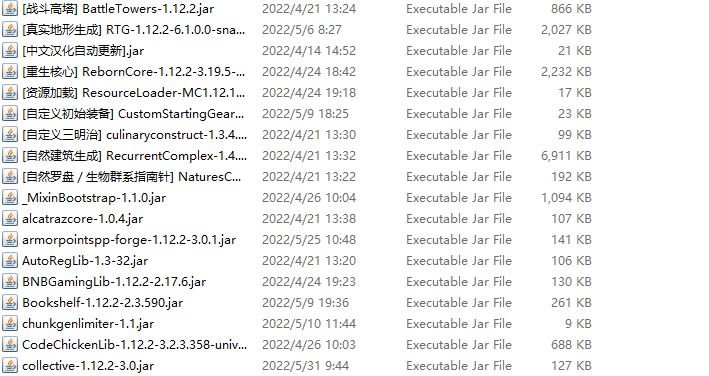 [战斗高塔] BattleTowers-1.12.2.jar 2022/4/21 13:24 Executable Jar File 866 KB
[真实地形生成] RTG-1.12.2-6.1.0.0-sna... 2022/5/6 8:27 Executable Jar File 2,027 KB
[中文汉化自动更新].jar 2022/4/14 14:52 Executable Jar File 21 KB
[重生核心] RebornCore-1.12.2-3.19.5-... 2022/4/24 18:42 Executable Jar File 2,232 KB
[资源加载] ResourceLoader-MC1.12.1... 2022/4/24 19:18 Executable Jar File 17 KB
[自定义初始装备] CustomStartingGear... 2022/5/9 18:25 Executable Jar File 23 KB
[自定义三明治] culinaryconstruct-1.3.4.... 2022/4/21 13:30 Executable Jar File 99 KB
[自然建筑生成] RecurrentComplex-1.4.... 2022/4/21 13:32 Executable Jar File 6,911 KB
[自然罗盘 / 生物群系指南针] NaturesC... 2022/4/21 13:22 Executable Jar File 192 KB
_MixinBootstrap-1.1.0.jar 2022/4/26 10:04 Executable Jar File 1,094 KB
alcatrazcore-1.0.4.jar 2022/4/21 13:38 Executable Jar File 107 KB
armorpointspp-forge-1.12.2-3.0.1.jar 2022/5/25 10:48 Executable Jar File 141 KB
AutoRegLib-1.3-32.jar 2022/4/21 13:20 Executable Jar File 106 KB
BNBGamingLib-1.12.2-2.17.6.jar 2022/4/24 19:23 Executable Jar File 130 KB
Bookshelf-1.12.2-2.3.590.jar 2022/5/9 19:36 Executable Jar File 261 KB
chunkgenlimiter-1.1.jar 2022/5/10 11:44 Executable Jar File 9 KB
CodeChickenLib-1.12.2-3.2.3.358-univ... 2022/4/26 10:03 Executable Jar File 688 KB
collective-1.12.2-3.0.jar 2022/5/31 9:44 Executable Jar File 127 KB